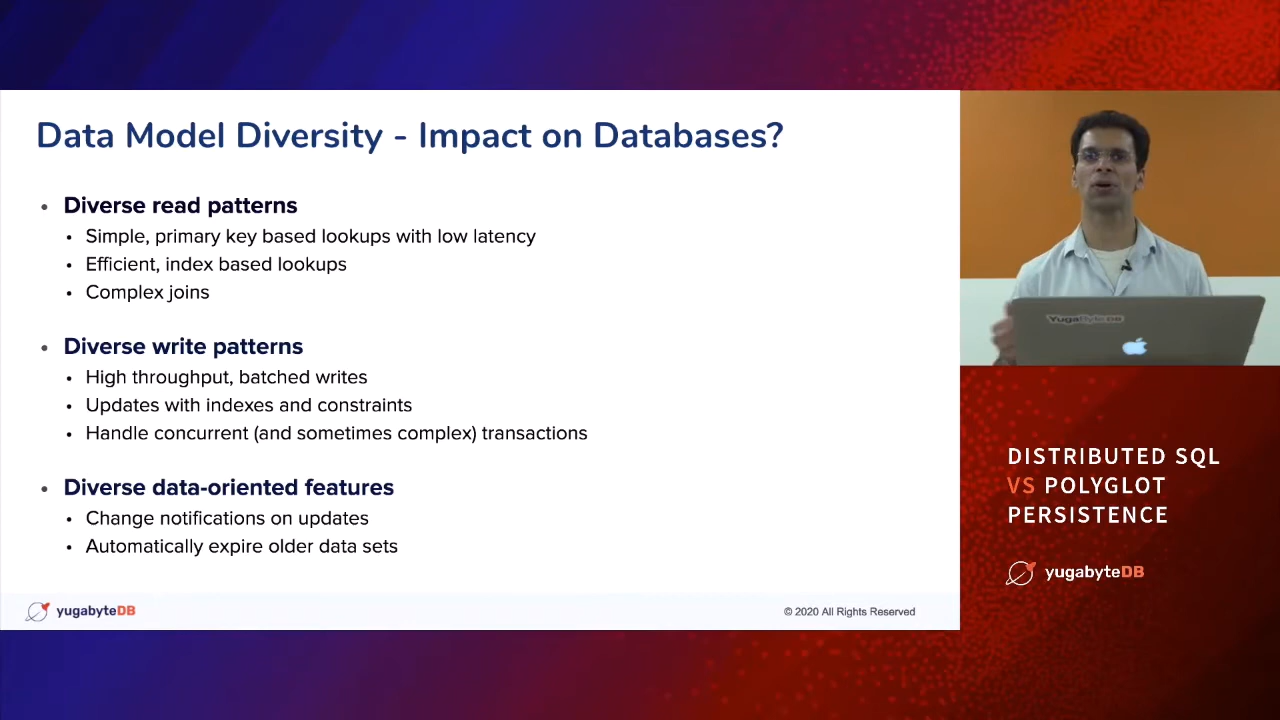 Data Model Diversity - Impact on Databases?
• Diverse read patterns
• Simple, primary key based lookups with low latency
• Efficient, index based lookups
• Complex joins
• Diverse write patterns
• High throughput, batched writes
• Updates with indexes and constraints
• Handle concurrent (and sometimes complex) transactions
• Diverse data-oriented features
• Change notifications on updates
• Automatically expire older data sets
yugabyteDB
© 2020 All Rights Reserved
YugaByte DB
DISTRIBUTED SQL
VS POLYGLOT
PERSISTENCE
yugabyteDB